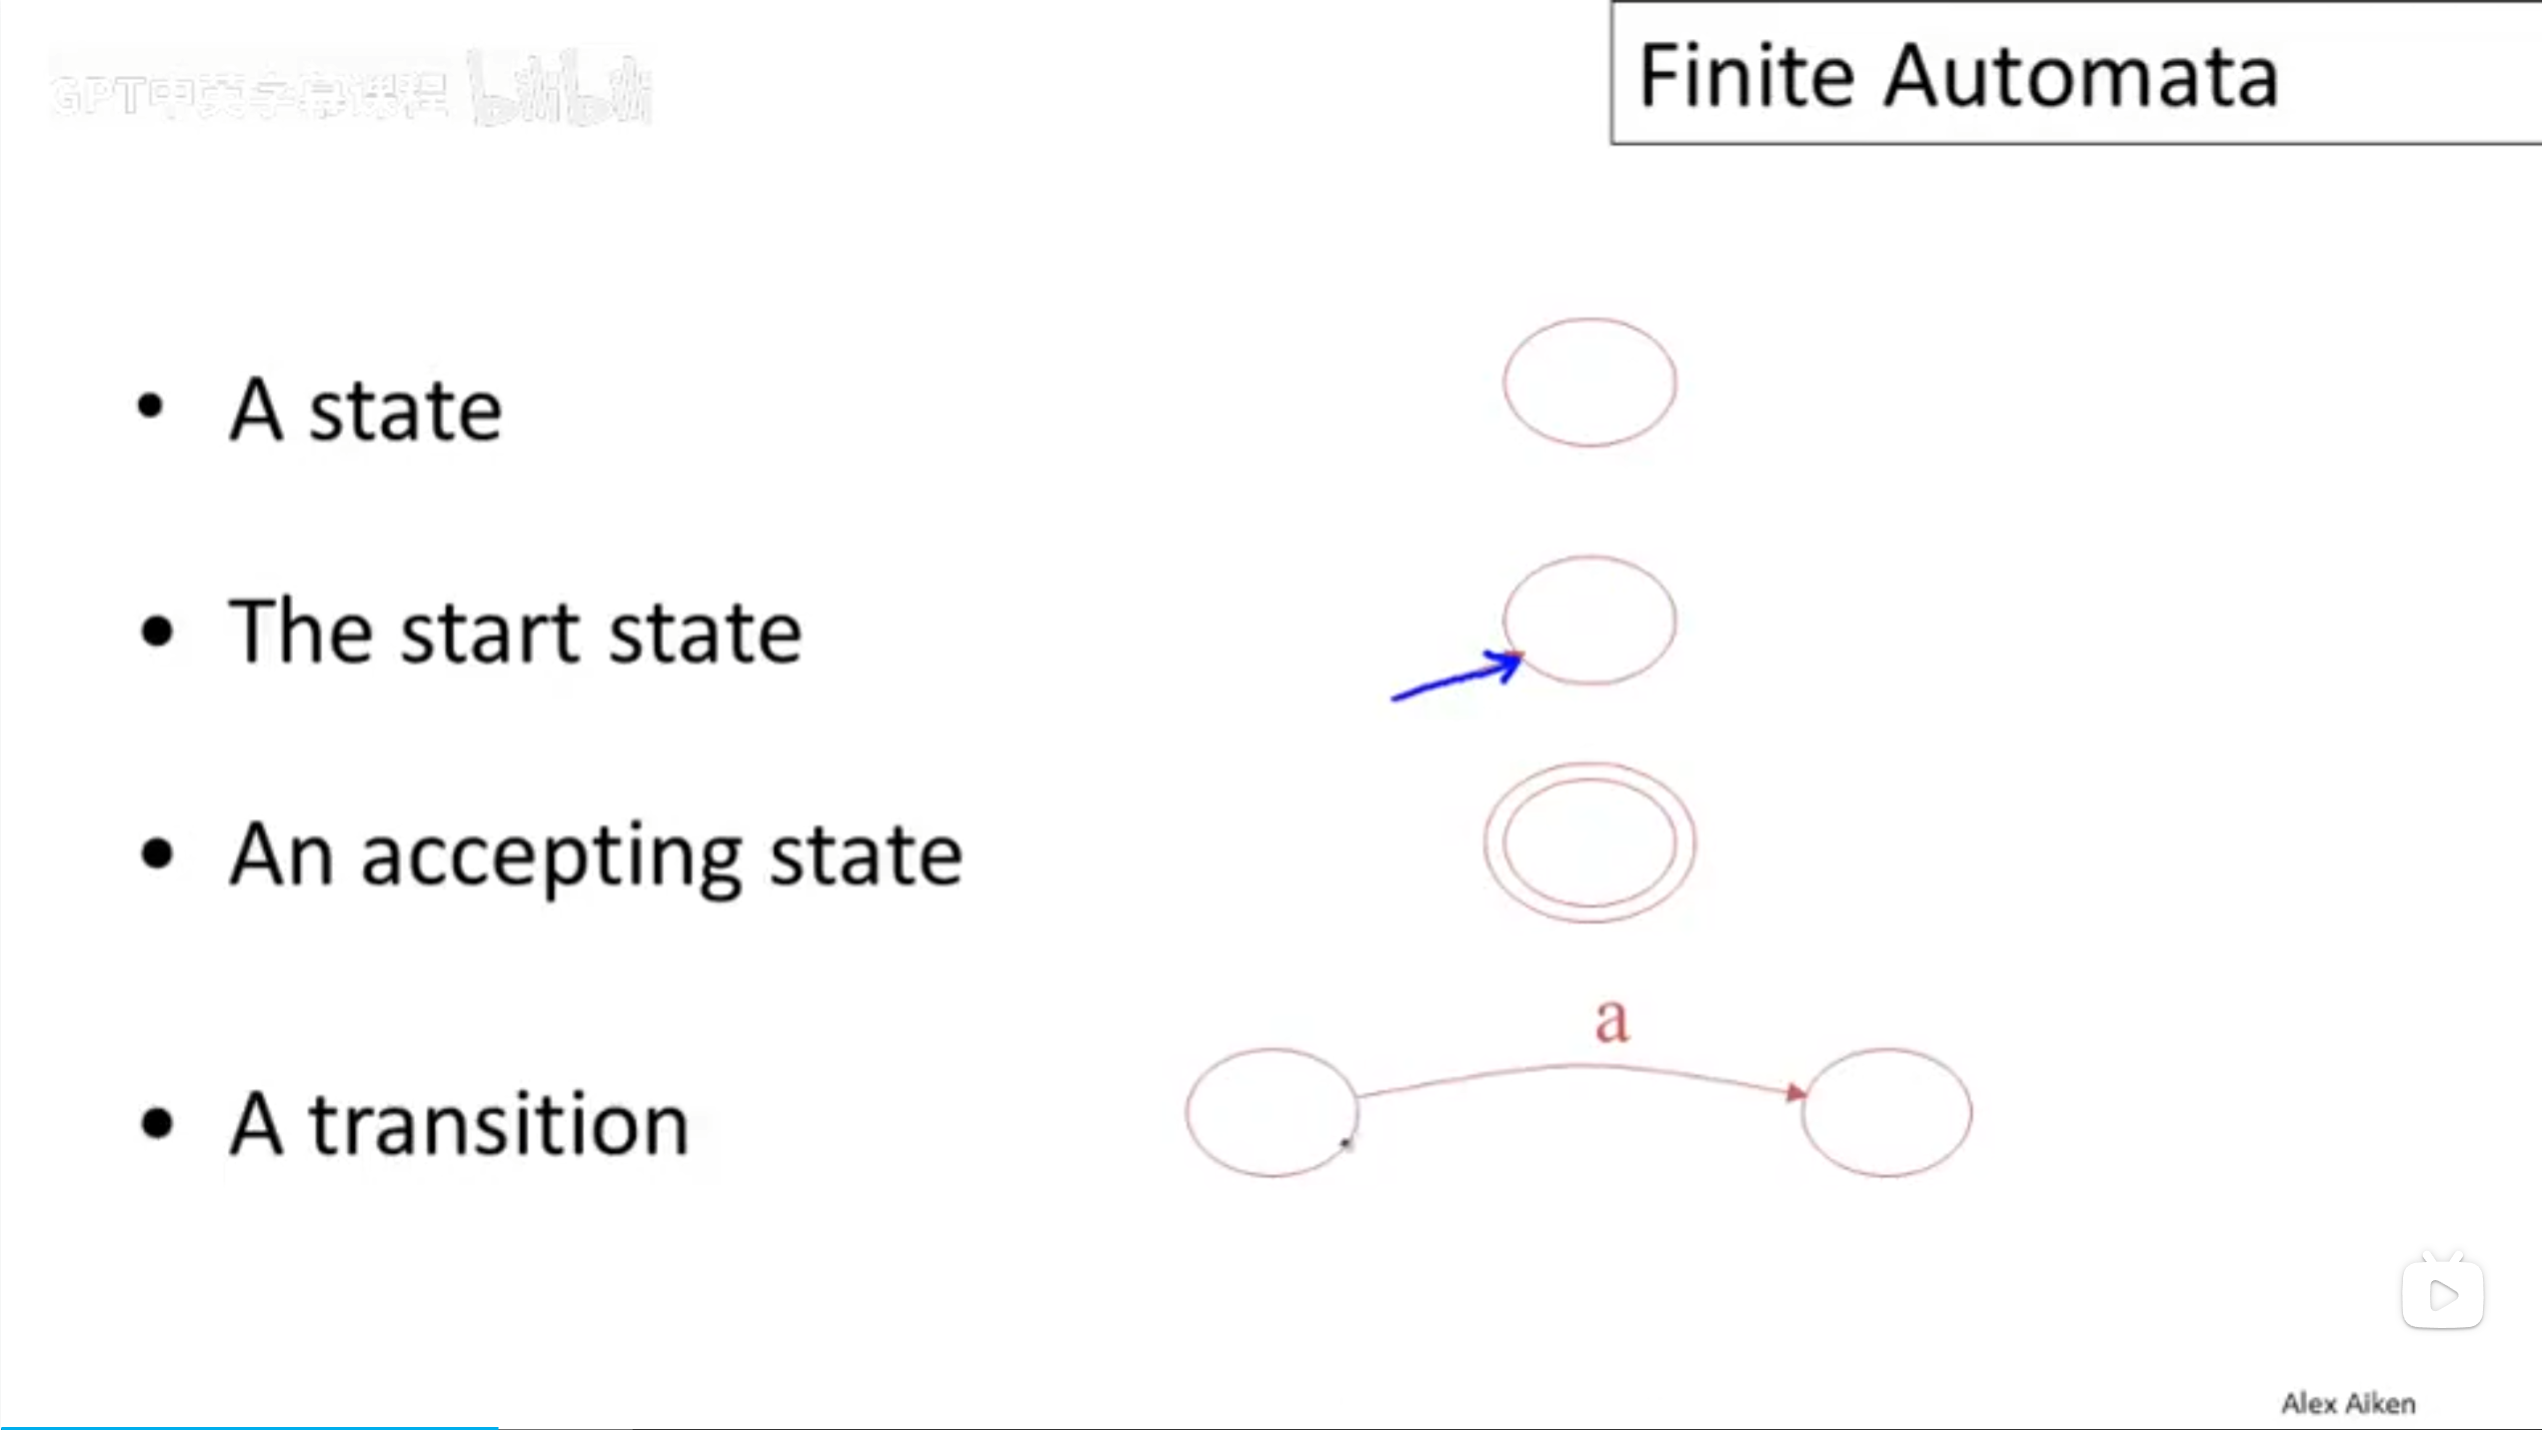 GPT中英字幕课程 bilibili
Finite Automata
• A state
• The start state
• An accepting state
a
• A transition
Alex Aiken